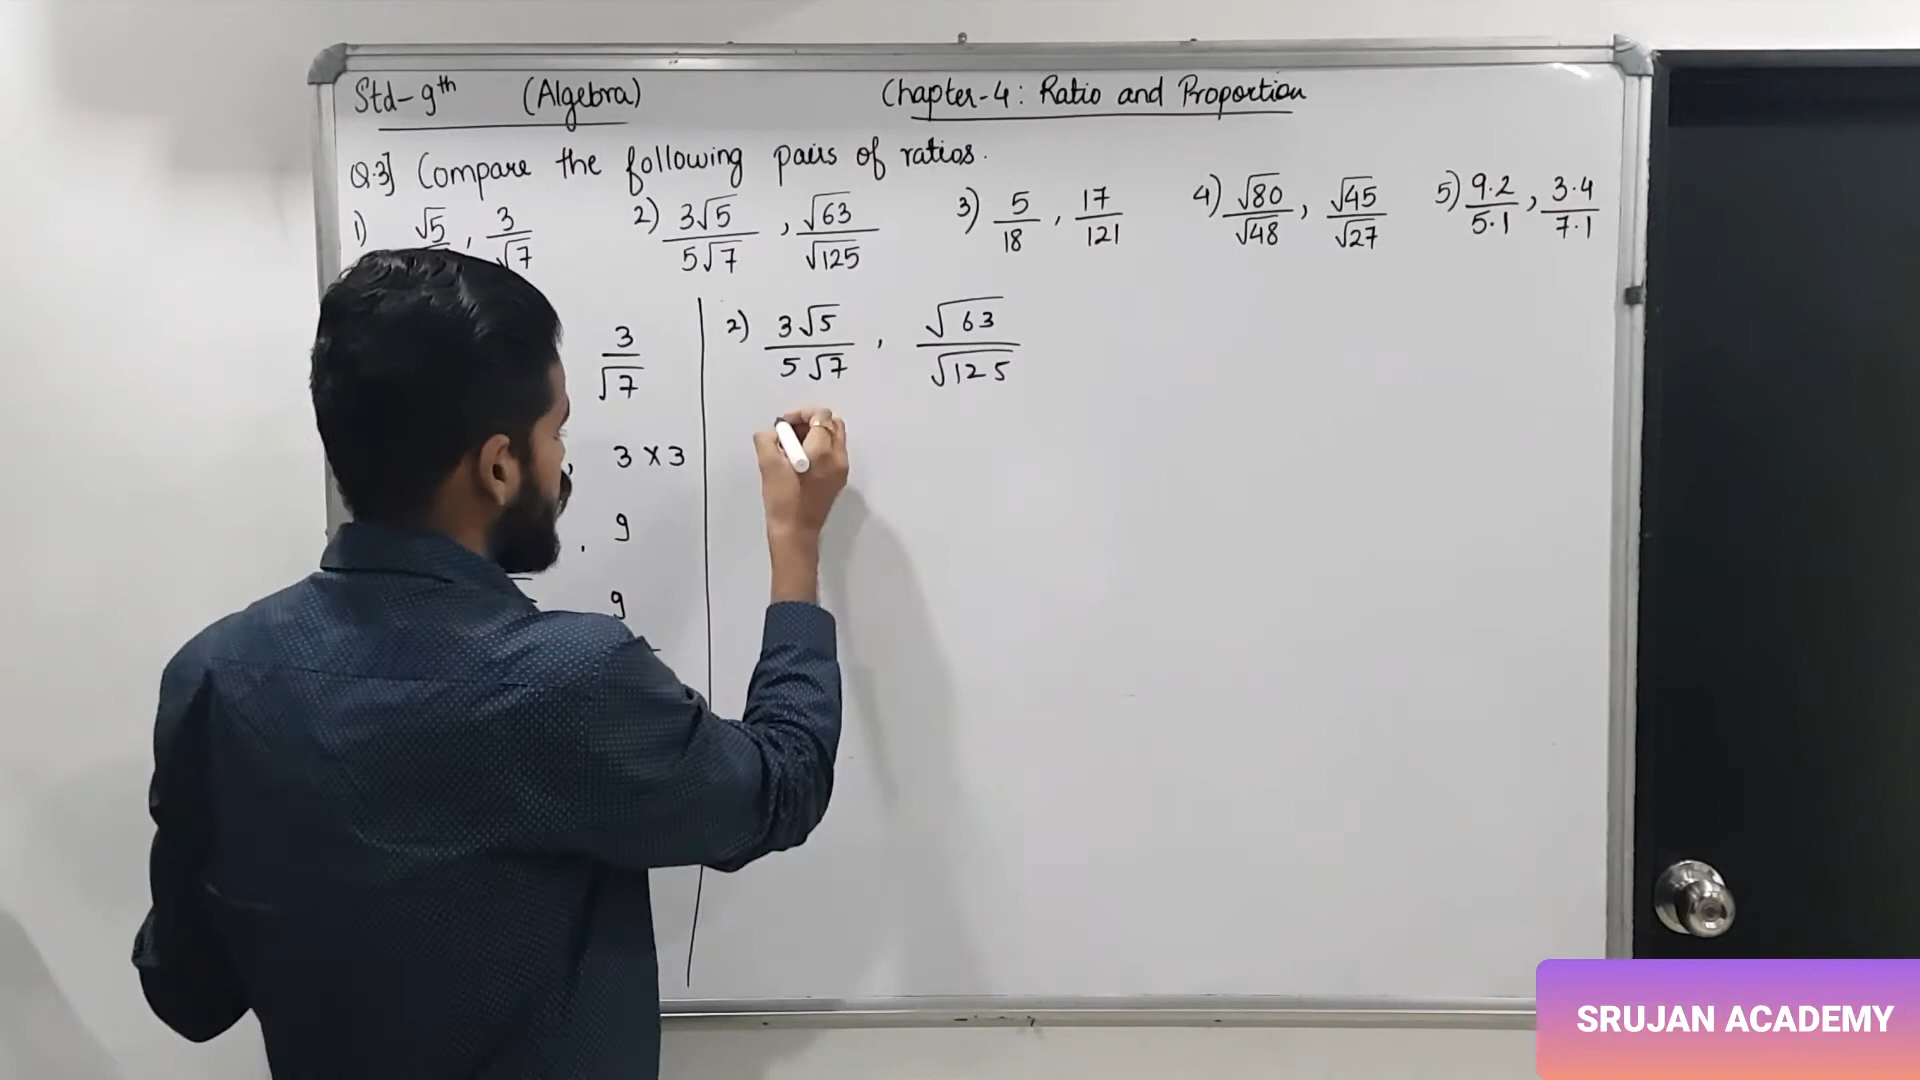 Std-9th (Algebra) Chapter-4: Ratio and Proportion
Q.3] Compare the following pairs of ratios.
1) √5 , 3/√7 2) 3√5/5√7 , √63/√125 3) 5/18 , 17/121 4) √80/√48 , √45/√27 5) 9.2/5.1 , 3.4/7.1
3/√7 2) 3√5/5√7 , √63/√125
, 3×3
. 9
9
SRUJAN ACADEMY